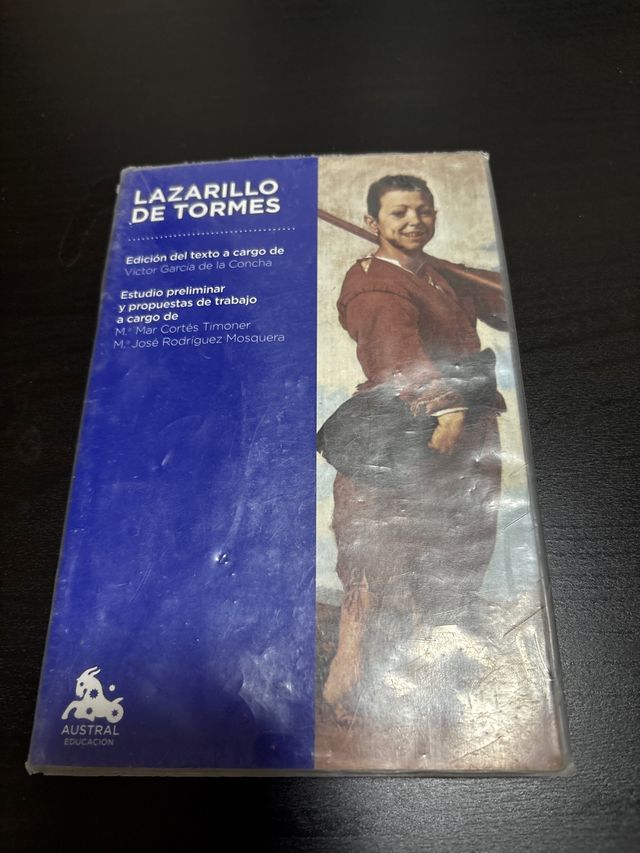 LAZARILLO
DE TORMES
Edición del texto a cargo de
Víctor García de la Concha
Estudio preliminar
y propuestas de trabajo
a cargo de
M.ª Mar Cortés Timoner
M.ª José Rodríguez Mosquera
AUSTRAL
EDUCACIÓN